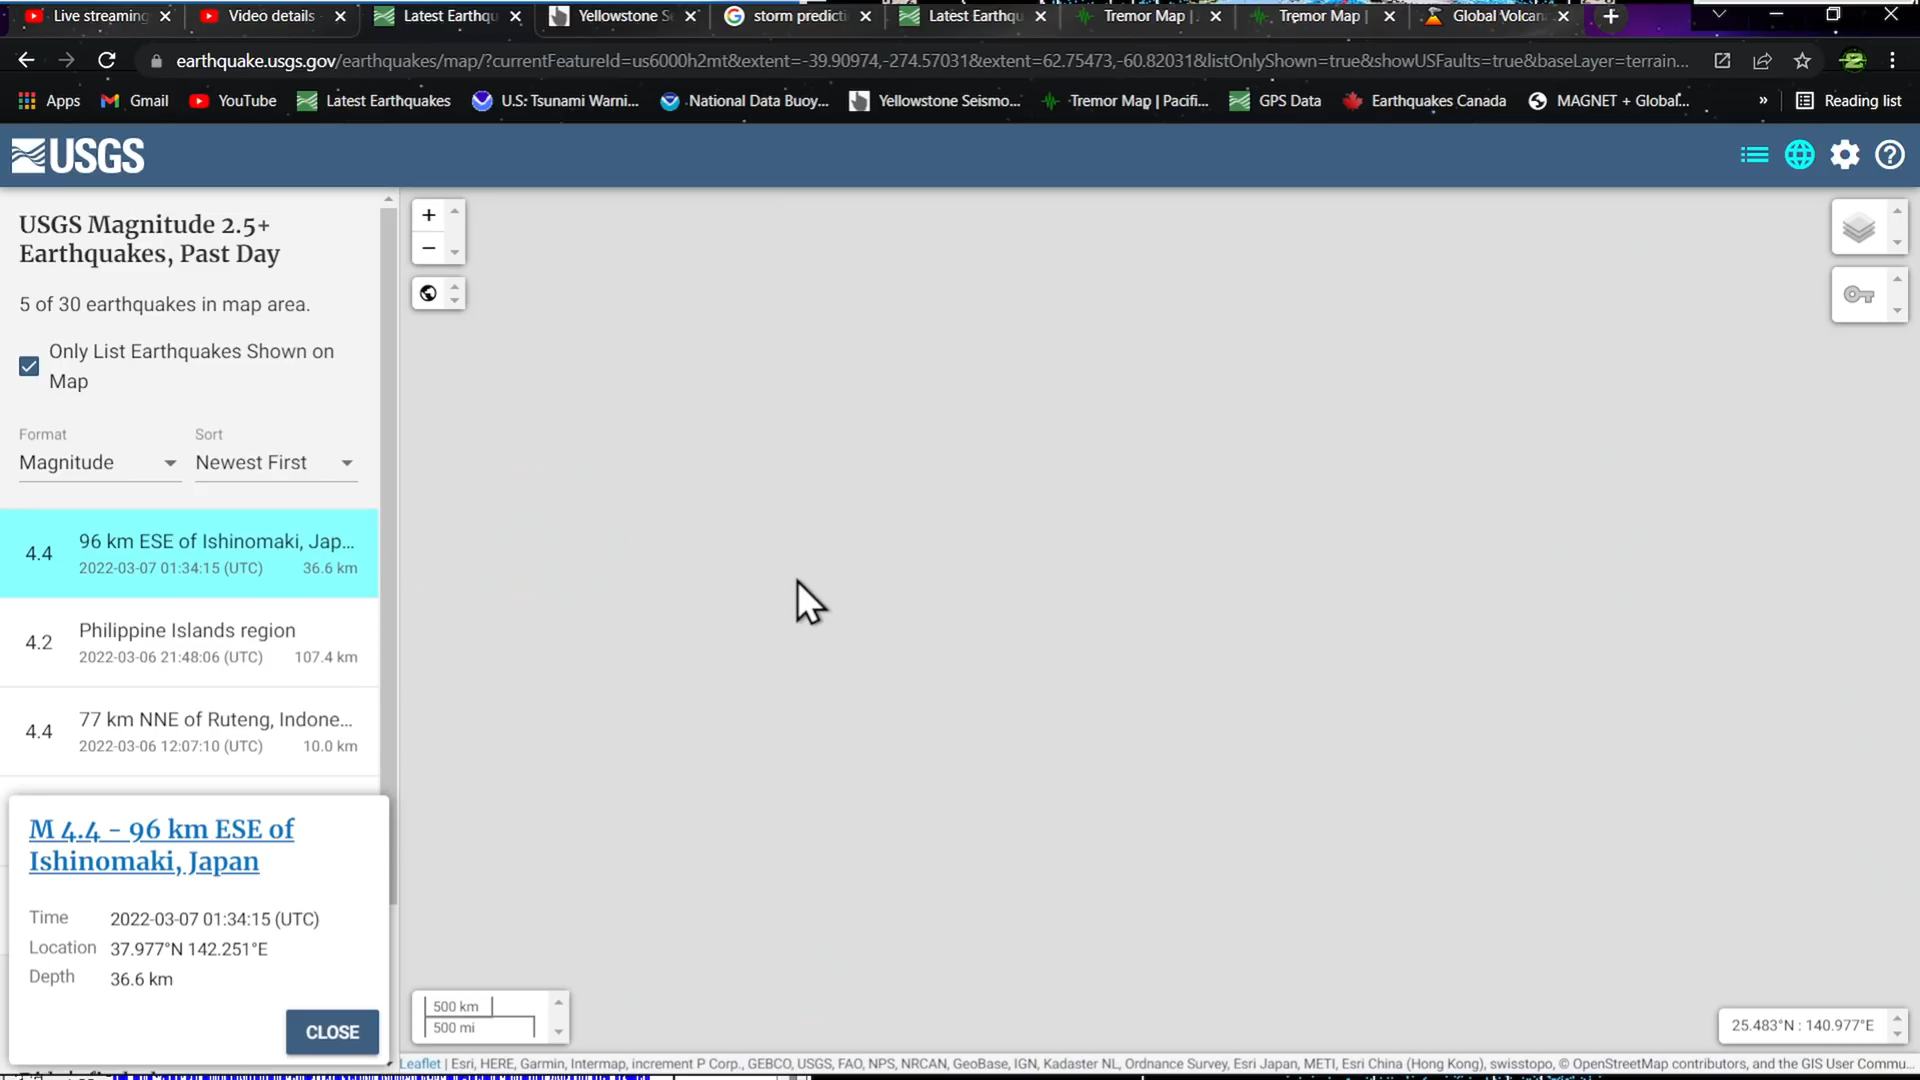 Live streaming
Video details
Latest Earthqu
Yellowstone S
storm predicti
Latest Earthqu
Tremor Map |
Tremor Map |
Global Volcan
earthquake.usgs.gov/earthquakes/map/?currentFeatureId=us6000h2mt&extent=-39.90974,-274.57031&extent=62.75473,-60.82031&listOnlyShown=true&showUSFaults=true&baseLayer=terrain...
Apps
Gmail
YouTube
Latest Earthquakes
U.S. Tsunami Warni...
National Data Buoy...
Yellowstone Seismo...
Tremor Map | Pacifi...
GPS Data
Earthquakes Canada
MAGNET + Global...
»
Reading list
USGS
USGS Magnitude 2.5+
Earthquakes, Past Day
5 of 30 earthquakes in map area.
Only List Earthquakes Shown on
Map
Format
Sort
Magnitude
Newest First
4.4
96 km ESE of Ishinomaki, Jap...
2022-03-07 01:34:15 (UTC)
36.6 km
4.2
Philippine Islands region
2022-03-06 21:48:06 (UTC)
107.4 km
4.4
77 km NNE of Ruteng, Indone...
2022-03-06 12:07:10 (UTC)
10.0 km
M 4.4 - 96 km ESE of
Ishinomaki, Japan
Time
2022-03-07 01:34:15 (UTC)
Location
37.977°N 142.251°E
Depth
36.6 km
CLOSE
+
−
500 km
500 mi
25.483°N : 140.977°E
Leaflet | Esri, HERE, Garmin, Intermap, increment P Corp., GEBCO, USGS, FAO, NPS, NRCAN, GeoBase, IGN, Kadaster NL, Ordnance Survey, Esri Japan, METI, Esri China (Hong Kong), swisstopo, © OpenStreetMap contributors, and the GIS User Commu...